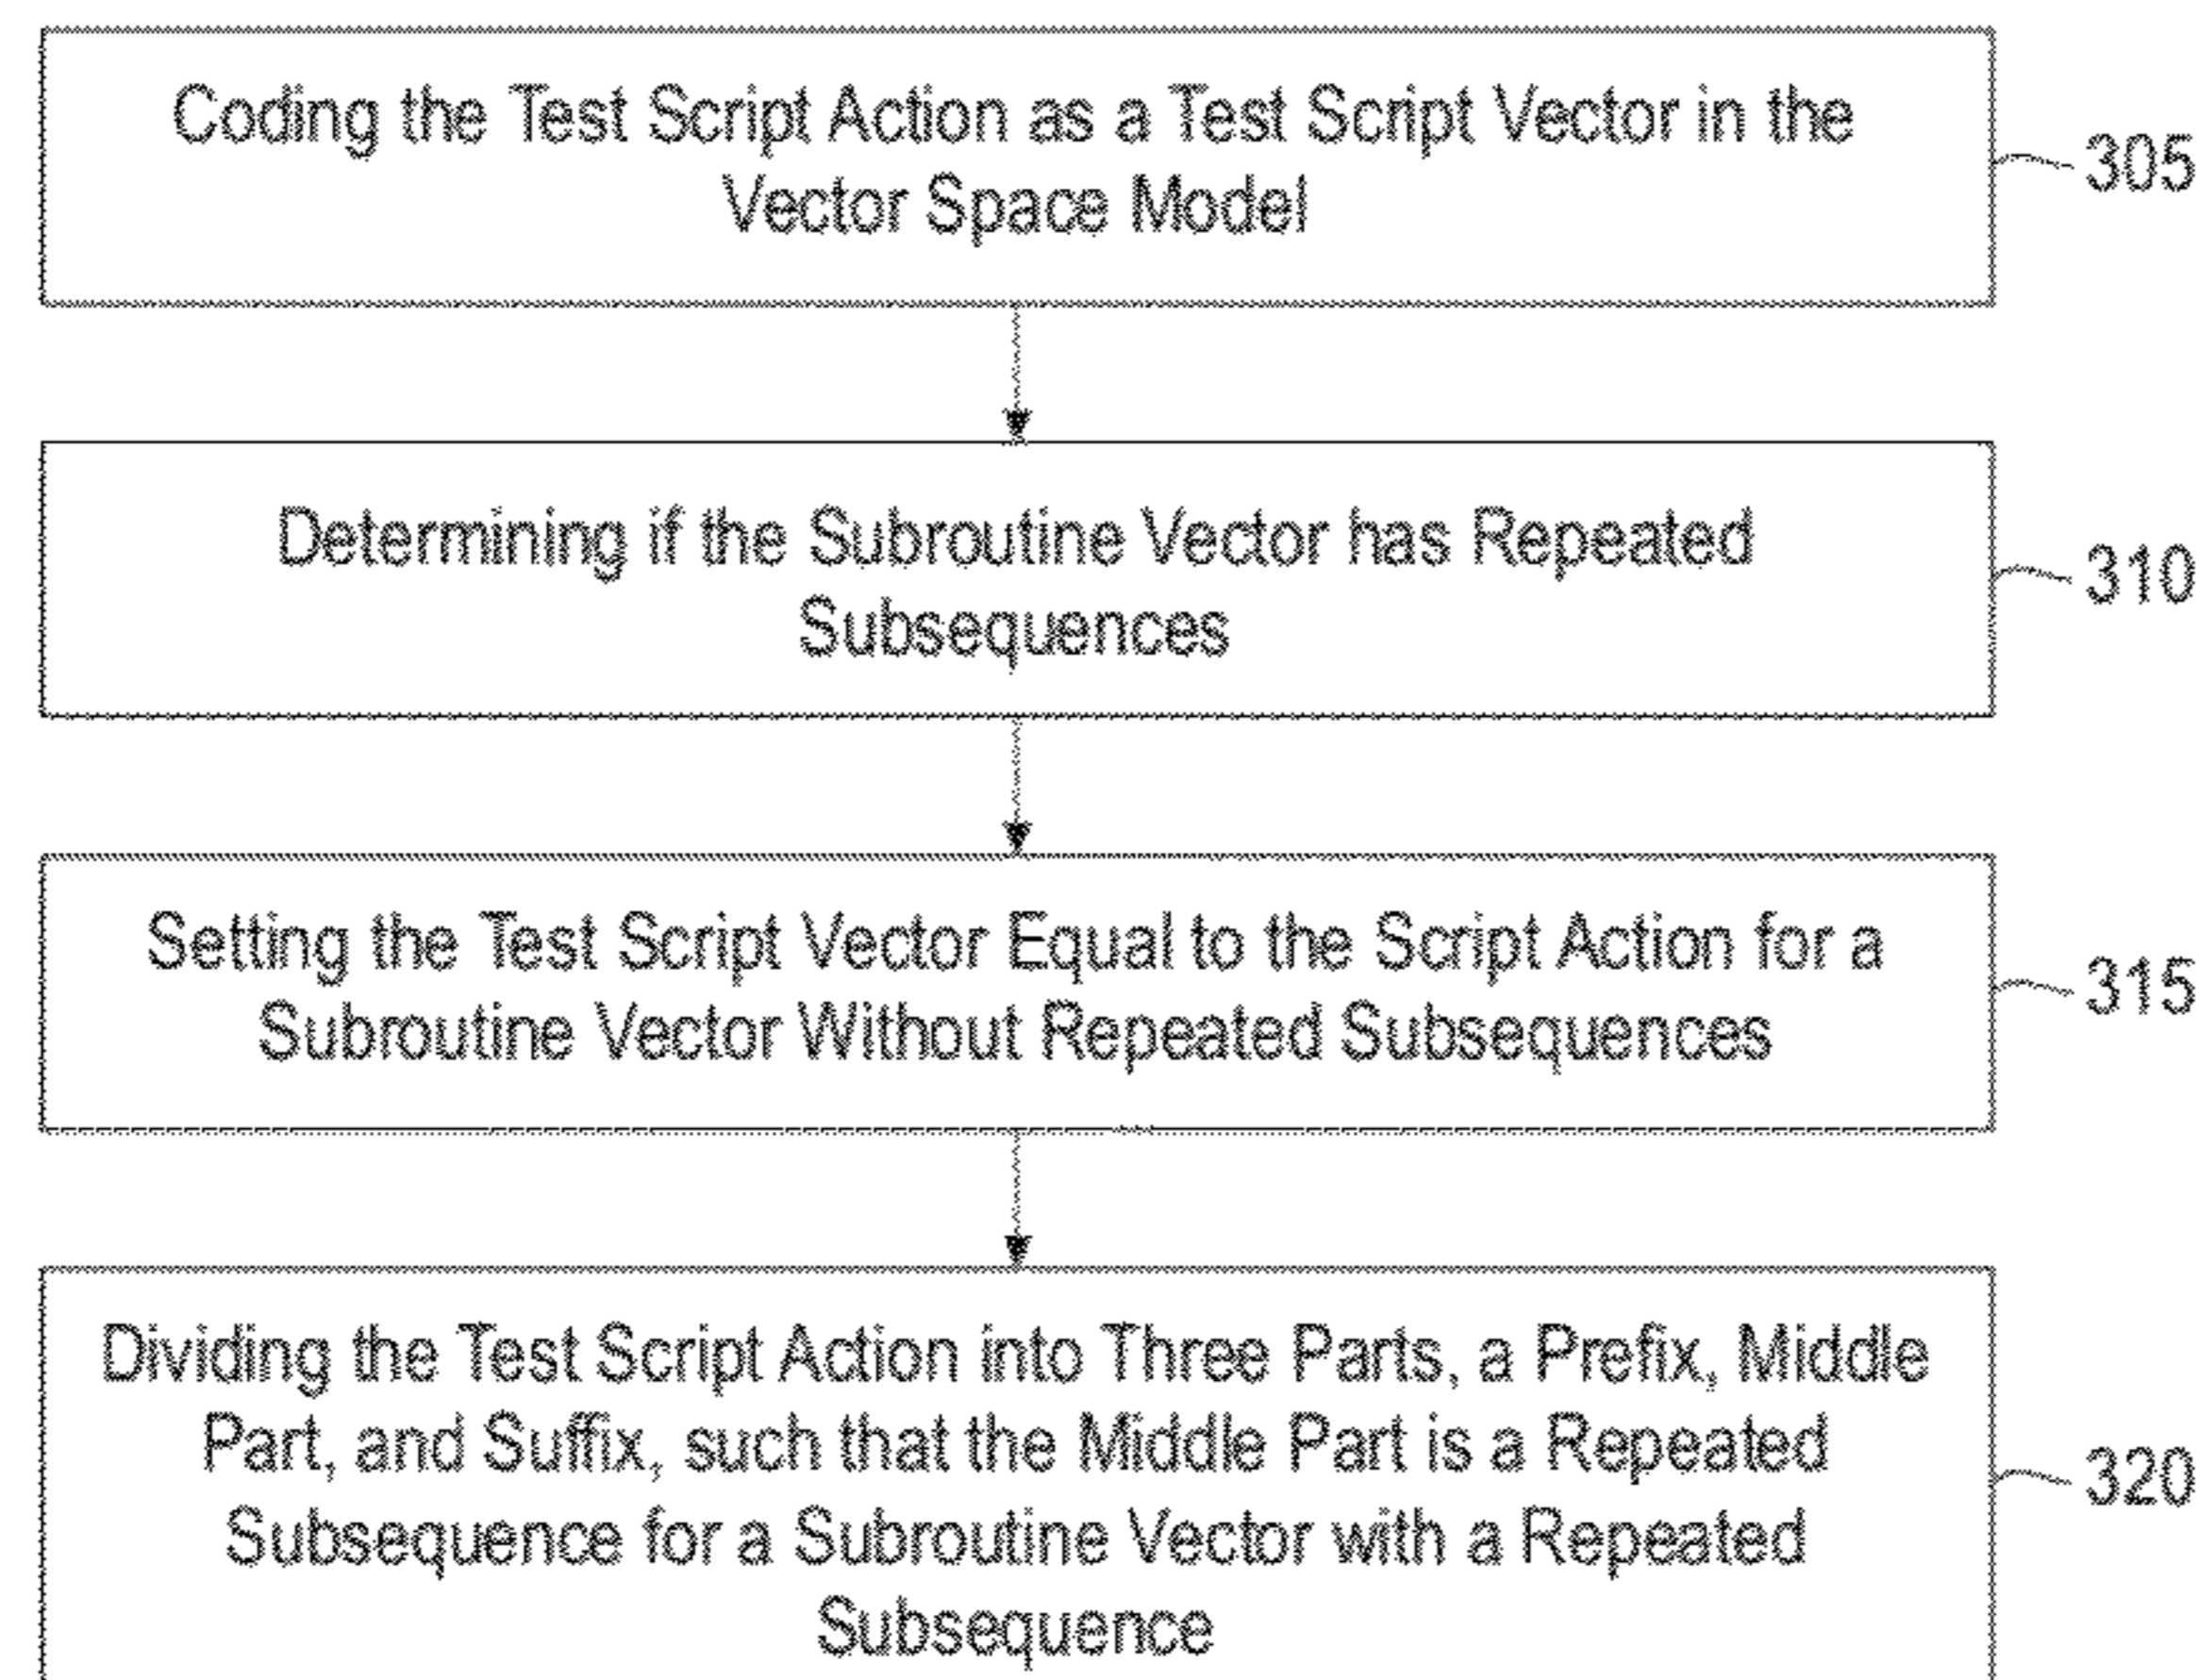 Coding the Test Script Action as a Test Script Vector in the
Vector Space Model
305
Determining if the Subroutine Vector has Repeated
Subsequences
310
Setting the Test Script Vector Equal to the Script Action for a
Subroutine Vector Without Repeated Subsequences
315
Dividing the Test Script Action into Three Parts, a Prefix, Middle
Part, and Suffix, such that the Middle Part is a Repeated
Subsequence for a Subroutine Vector with a Repeated
Subsequence
320